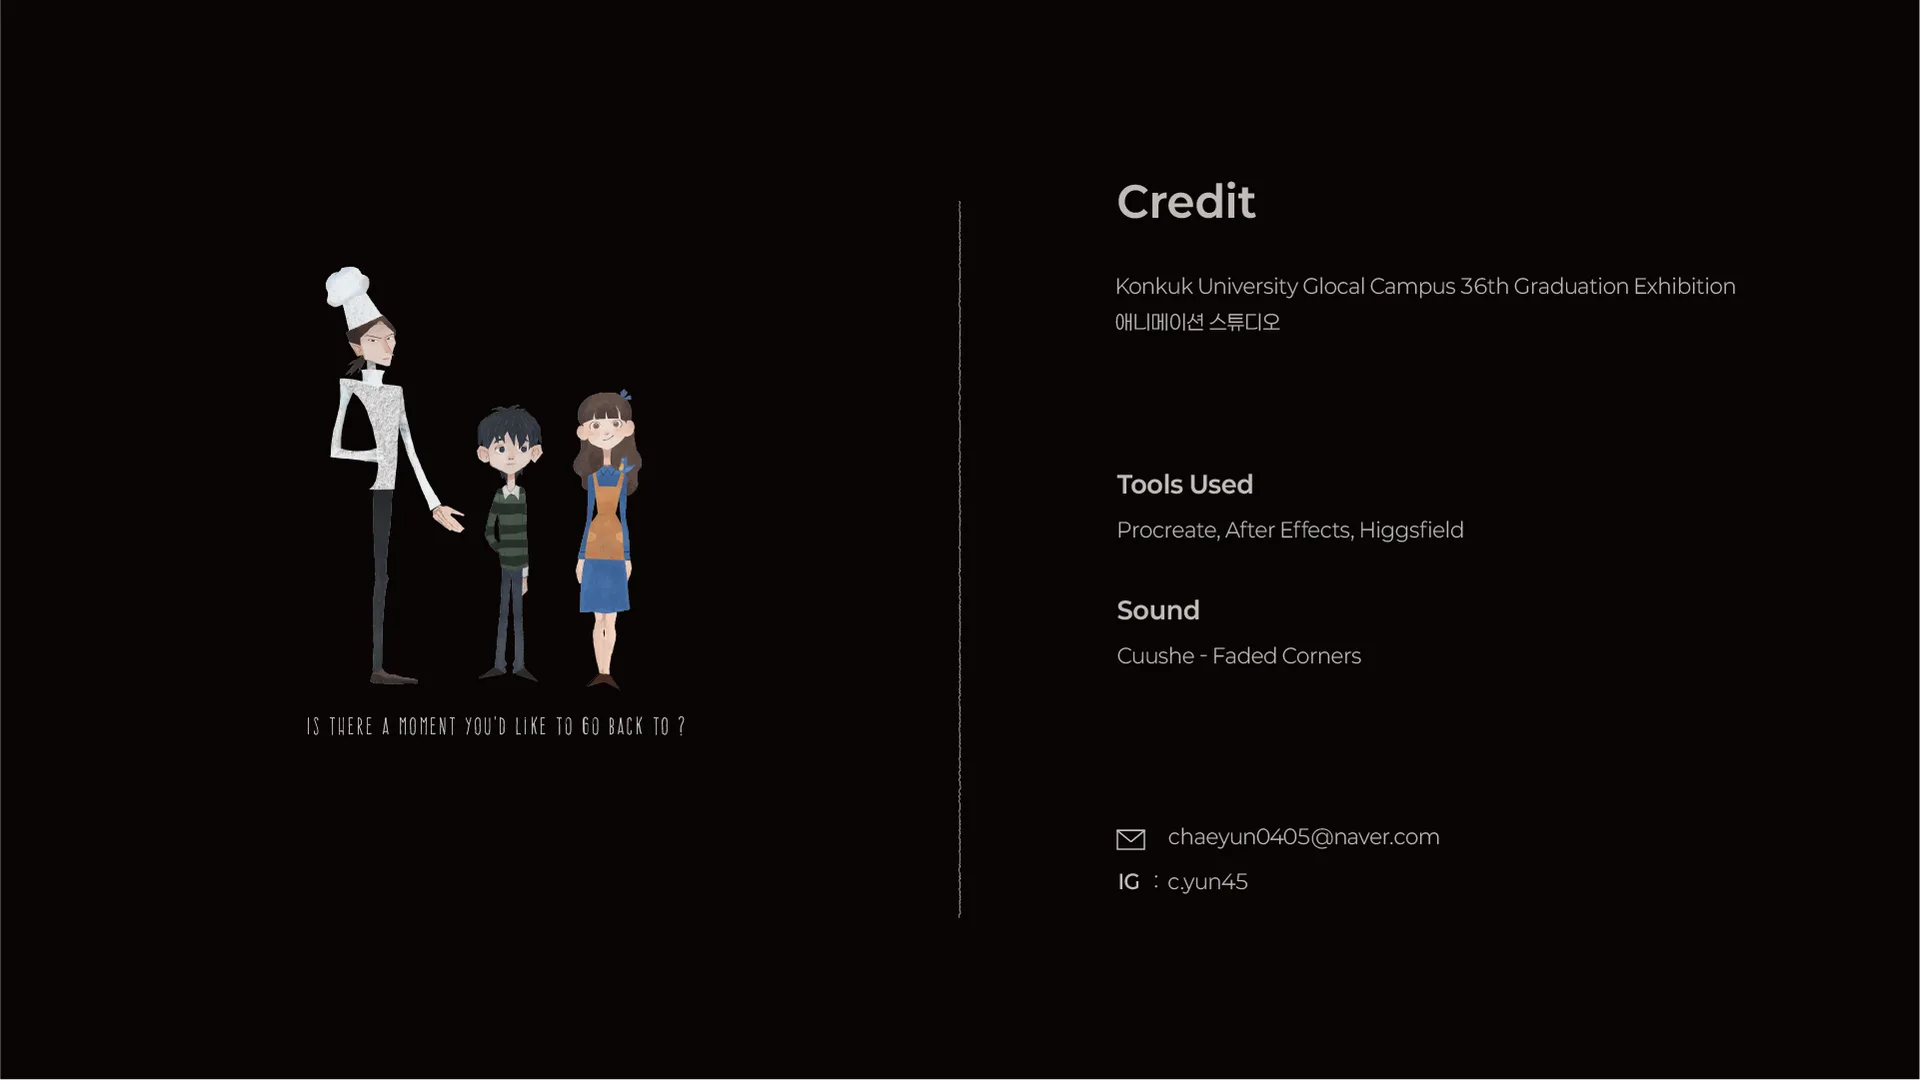 IS THERE A MOMENT YOU'D LIKE TO GO BACK TO ?
Credit
Konkuk University Glocal Campus 36th Graduation Exhibition
애니메이션 스튜디오
Tools Used
Procreate, After Effects, Higgsfield
Sound
Cuushe - Faded Corners
chaeyun0405@naver.com
IG : c.yun45